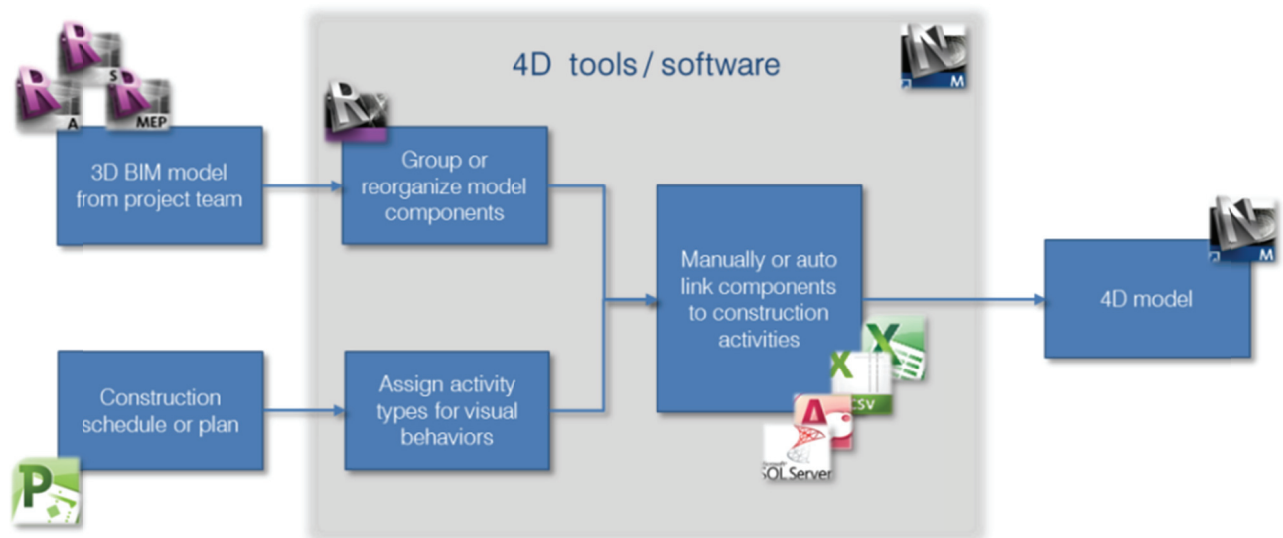 4D tools / software
S
A
MEP
3D BIM model
from project team
Group or
reorganize model
components
M
Manually or auto
link components
to construction
activities
M
4D model
Construction
schedule or plan
Assign activity
types for visual
behaviors
CSV
SQL Server